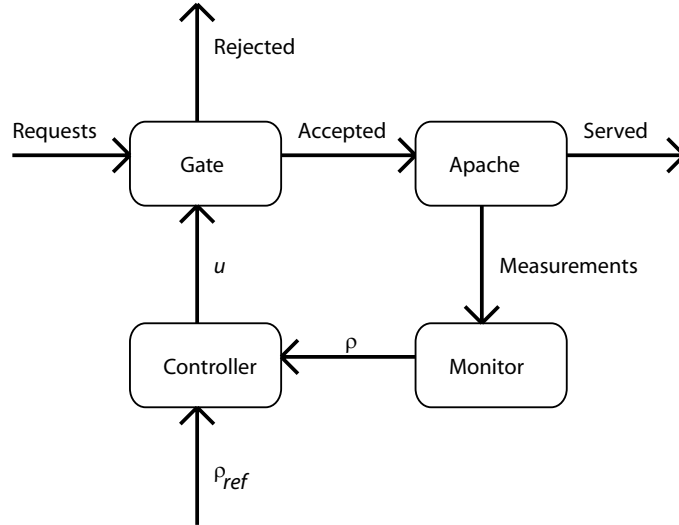 Rejected
Requests
Accepted
Served
Gate
Apache
u
Measurements
Controller
ρ
Monitor
ρref